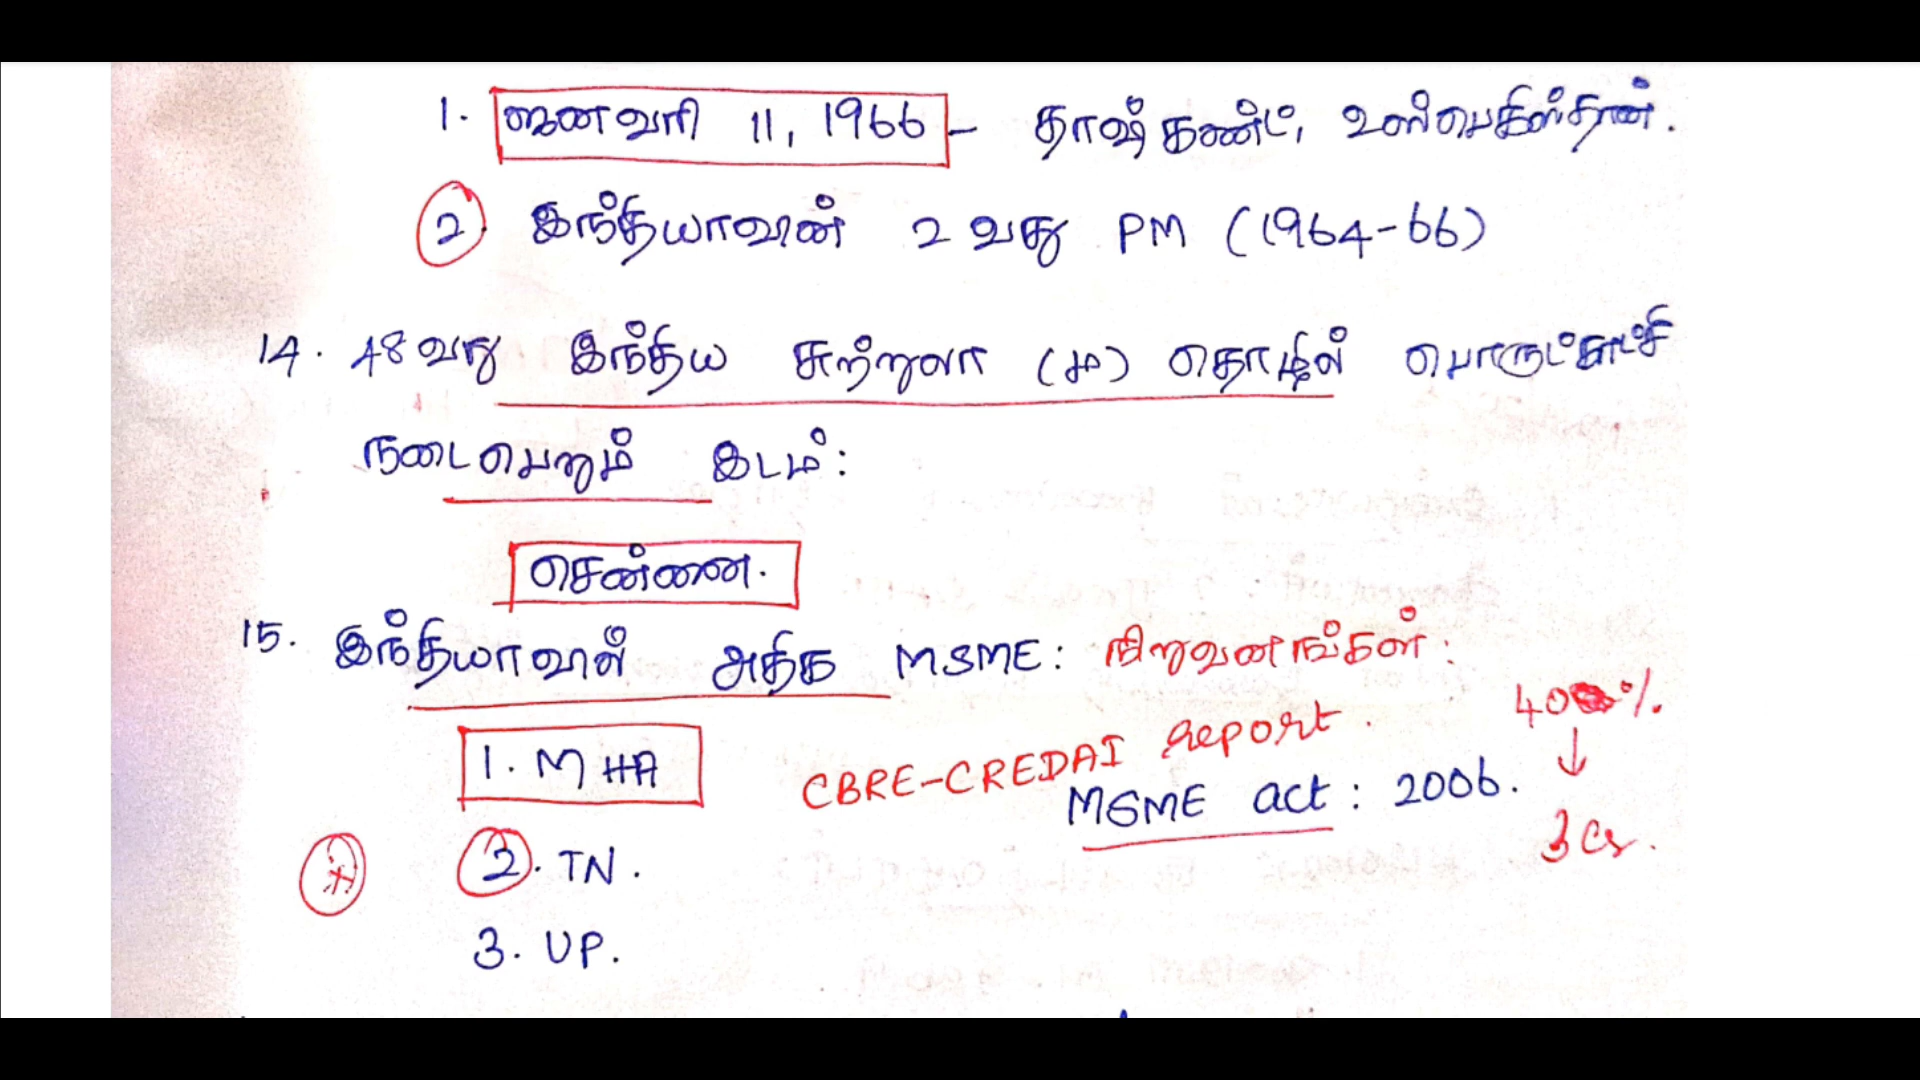 1. ஜனவரி 11, 1966 - தாஷ்கண்ட், உஸ்பெகிஸ்தான்.
2 இந்தியாவின் 2 வது PM (1964-66)
14. 48வது இந்திய சுற்றுலா (ம) தொழில் பொருட்காட்சி
நடைபெறும் இடம்:
சென்னை.
15. இந்தியாவில் அதிக MSME: நிறுவனங்கள்:
40%
1. MHA CBRE-CREDAI Report.
MSME act: 2006. ↓
2. TN. 3 Cr.
3. UP.